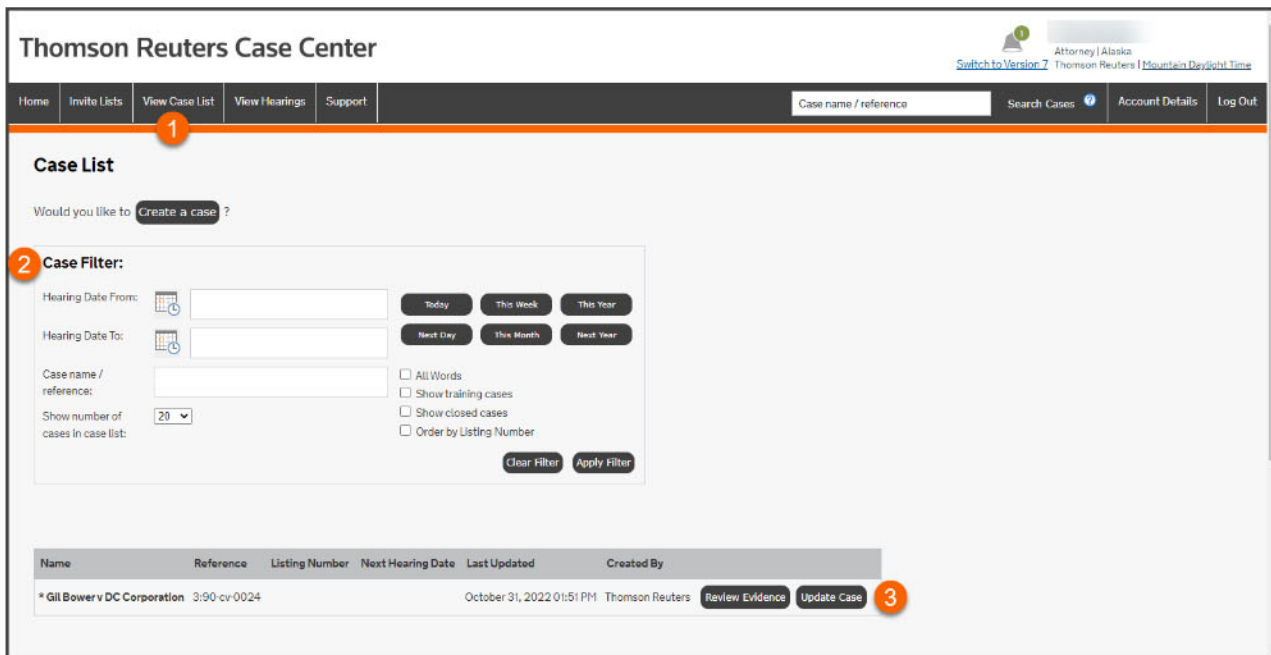 Thomson Reuters Case Center
1
Attorney | Alaska
Switch to Version 7 Thomson Reuters | Mountain Daylight Time
Home Invite Lists View Case List View Hearings Support Case name / reference Search Cases ? Account Details Log Out
1
Case List
Would you like to Create a case ?
2 Case Filter:
Hearing Date From: Today This Week This Year
Hearing Date To: Next Day This Month Next Year
Case name / reference: All Words
Show training cases
Show number of cases in case list: 20 Show closed cases
Order by Listing Number
Clear Filter Apply Filter
Name Reference Listing Number Next Hearing Date Last Updated Created By
* Gil Bower v DC Corporation 3:90-cv-0024 October 31, 2022 01:51 PM Thomson Reuters Review Evidence Update Case 3